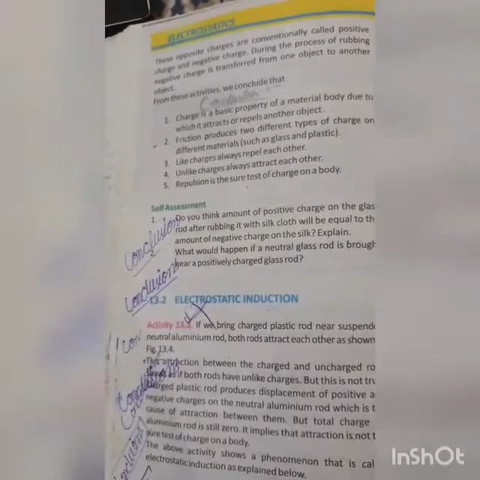 ELECTROSTATICS
These opposite charges are conventionally called positive
charge and negative charge. During the process of rubbing
negative charge is transferred from one object to another
object.
From these activities, we conclude that:
Conclusion
1. Charge is a basic property of a material body due to
which it attracts or repels another object.
2. Friction produces two different types of charge on
different materials (such as glass and plastic).
3. Like charges always repel each other.
4. Unlike charges always attract each other.
5. Repulsion is the sure test of charge on a body.
Self Assessment
1. Do you think amount of positive charge on the glas
rod after rubbing it with silk cloth will be equal to th
amount of negative charge on the silk? Explain.
Conclusion
2
What would happen if a neutral glass rod is brough
near a positively charged glass rod?
Conclusion
13.2 ELECTROSTATIC INDUCTION
Activity 13.3. If we bring charged plastic rod near suspend
neutral aluminium rod, both rods attract each other as shown
Conc
Fig. 13.4.
This attraction between the charged and uncharged ro
as if both rods have unlike charges. But this is not tru
charged plastic rod produces displacement of positive a
Conclusion
negative charges on the neutral aluminium rod which is t
cause of attraction between them. But total charge
aluminium rod is still zero. It implies that attraction is not t
sure test of charge on a body.
Conclusion
The above activity shows a phenomenon that is cal
electrostatic induction as explained below.
InShOt